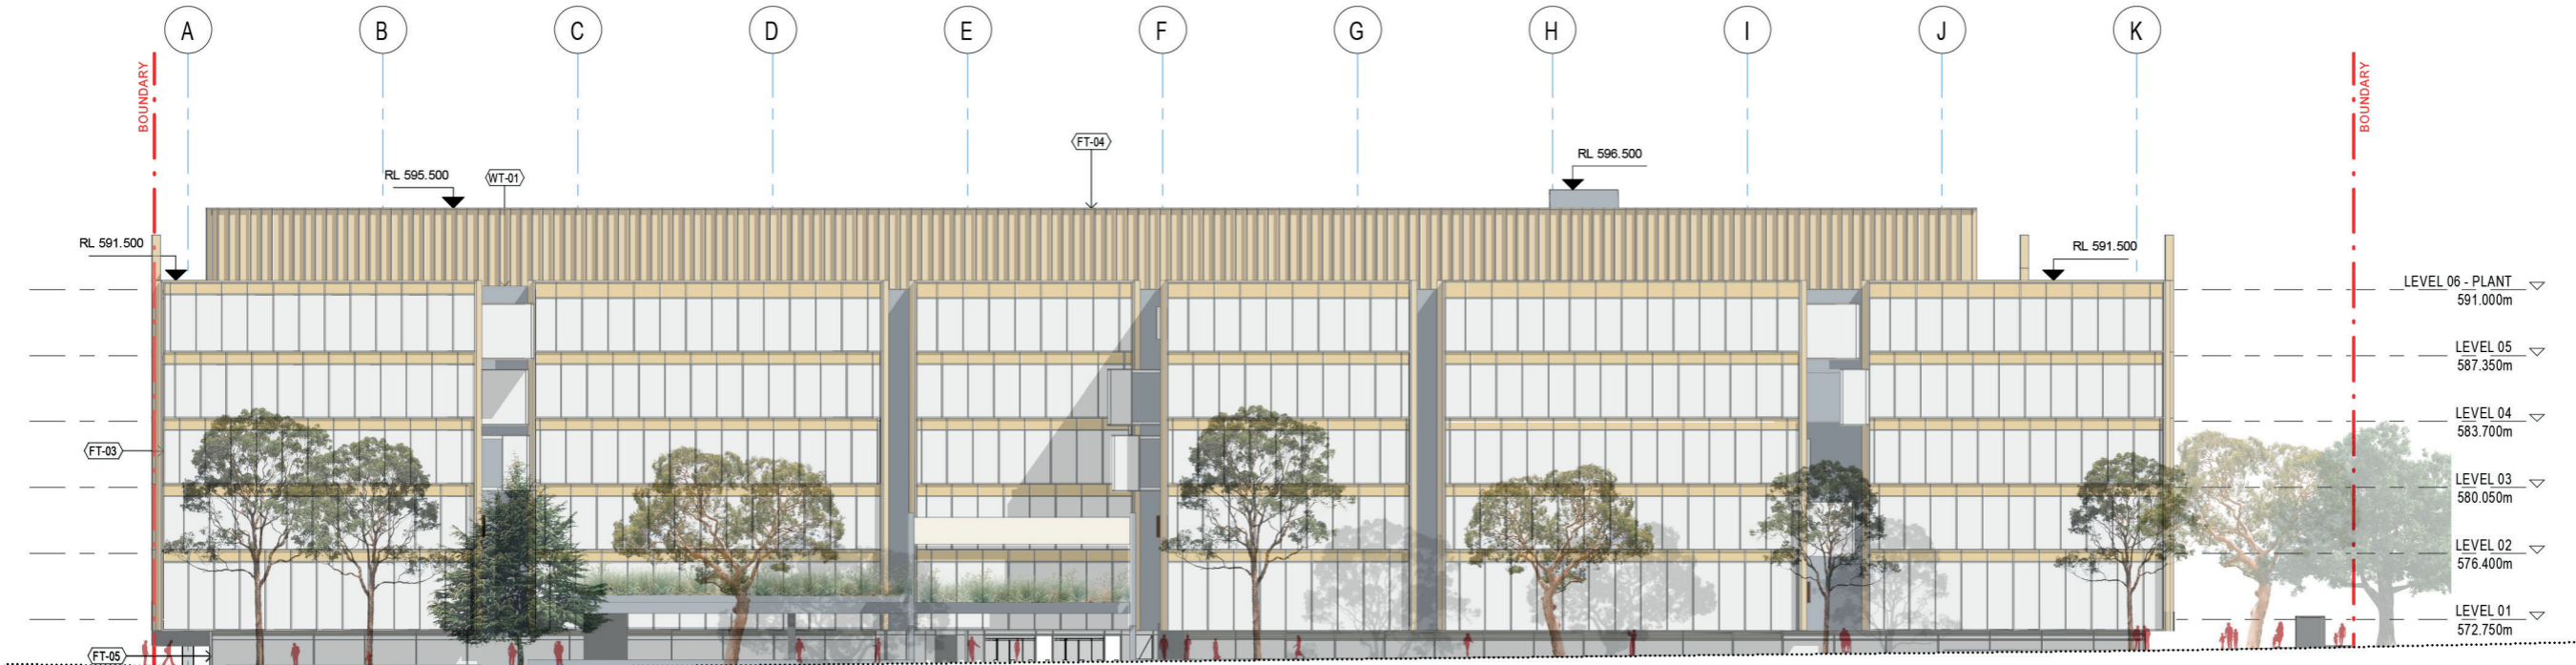 A
B
C
D
E
F
G
H
I
J
K
BOUNDARY
BOUNDARY
FT-04
RL 596.500
RL 595.500
WT-01
RL 591.500
RL 591.500
LEVEL 06 - PLANT
591.000m
LEVEL 05
587.350m
LEVEL 04
583.700m
FT-03
LEVEL 03
580.050m
LEVEL 02
576.400m
LEVEL 01
572.750m
FT-05